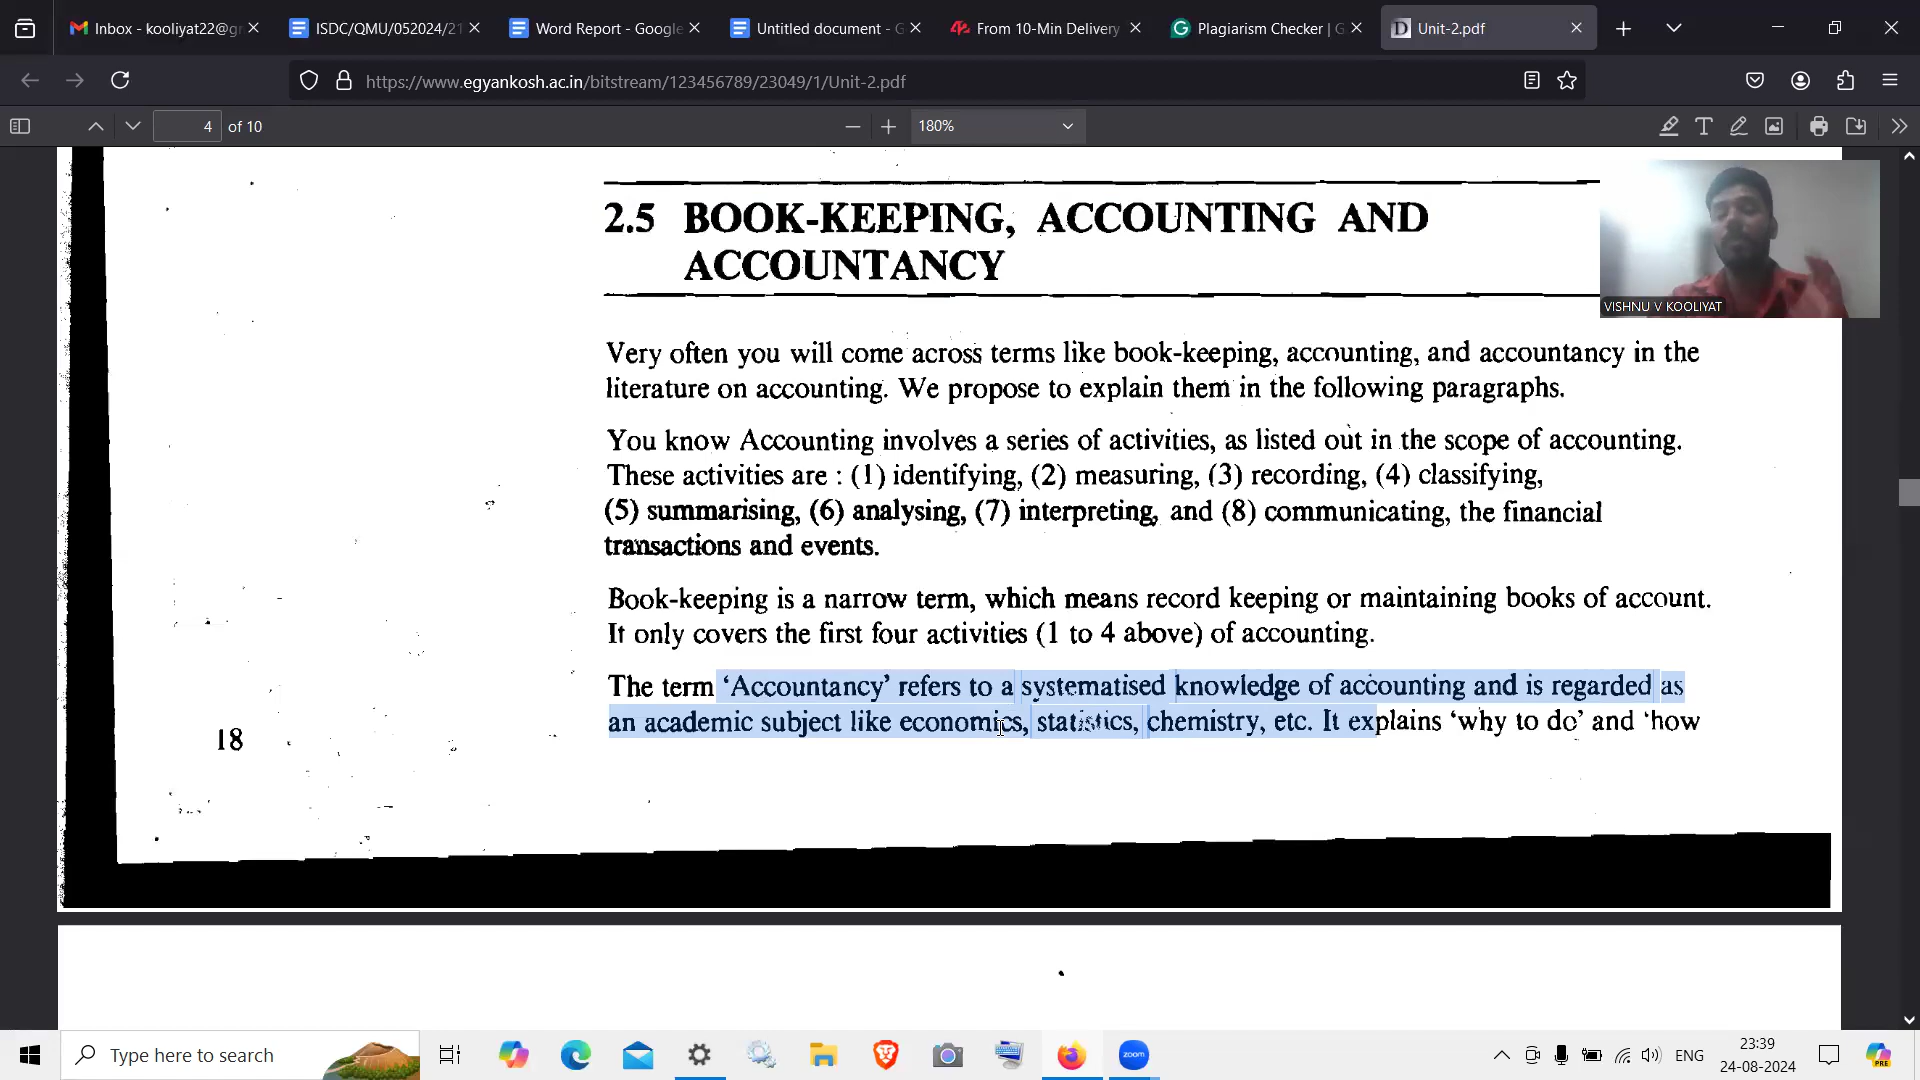 Inbox - kooliyat22@gr
ISDC/QMU/052024/21
Word Report - Google
Untitled document - G
From 10-Min Delivery
Plagiarism Checker | G
Unit-2.pdf
https://www.egyankosh.ac.in/bitstream/123456789/23049/1/Unit-2.pdf
4 of 10
180%
2.5 BOOK-KEEPING, ACCOUNTING AND
ACCOUNTANCY
VISHNU V KOOLIYAT
Very often you will come across terms like book-keeping, accounting, and accountancy in the
literature on accounting. We propose to explain them in the following paragraphs.
You know Accounting involves a series of activities, as listed out in the scope of accounting.
These activities are : (1) identifying, (2) measuring, (3) recording, (4) classifying,
(5) summarising, (6) analysing, (7) interpreting, and (8) communicating, the financial
transactions and events.
Book-keeping is a narrow term, which means record keeping or maintaining books of account.
It only covers the first four activities (1 to 4 above) of accounting.
The term ‘Accountancy’ refers to a systematised knowledge of accounting and is regarded as
an academic subject like economics, statistics, chemistry, etc. It explains ‘why to do’ and ‘how
18
Type here to search
zoom
ENG
23:39
24-08-2024
PRE